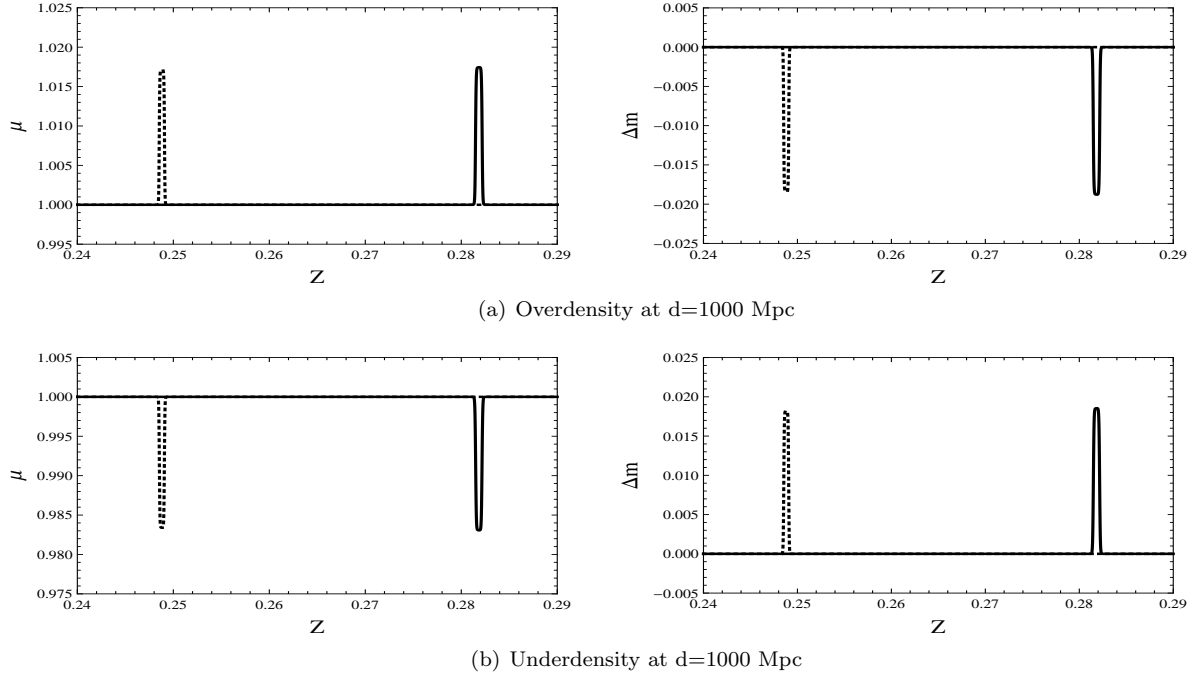 1.025
1.020
1.015
1.010
1.005
1.000
0.995
μ
0.24 0.25 0.26 0.27 0.28 0.29
z
0.005
0.000
−0.005
−0.010
−0.015
−0.020
−0.025
Δm
0.24 0.25 0.26 0.27 0.28 0.29
z
(a) Overdensity at d=1000 Mpc
1.005
1.000
0.995
0.990
0.985
0.980
0.975
μ
0.24 0.25 0.26 0.27 0.28 0.29
z
0.025
0.020
0.015
0.010
0.005
0.000
−0.005
Δm
0.24 0.25 0.26 0.27 0.28 0.29
z
(b) Underdensity at d=1000 Mpc